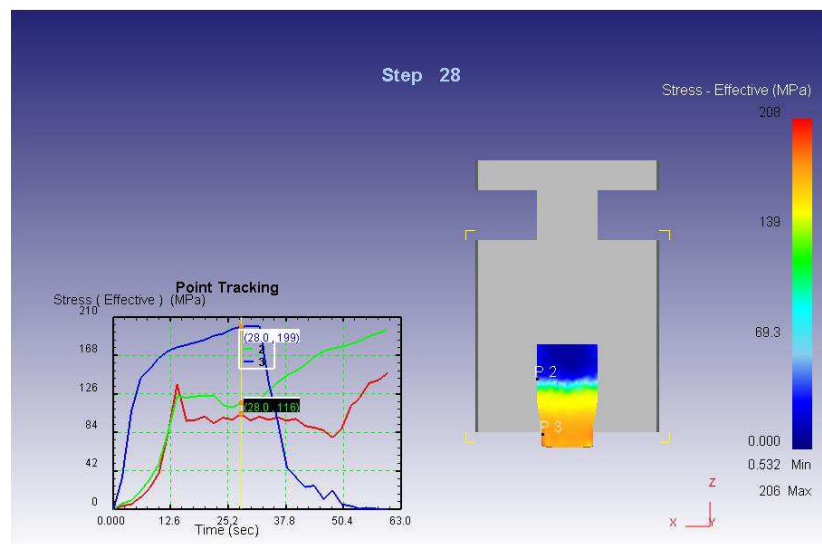 Step 28
Stress - Effective (MPa)
208
139
69.3
0.000
0.532 Min
206 Max
Point Tracking
Stress ( Effective ) (MPa)
210
168
126
84
42
0
0.000 12.6 25.2 37.8 50.4 63.0
Time (sec)
(28.0 , 199)
2
3
(28.0 , 116)
P 2
P 3
Z
X Y